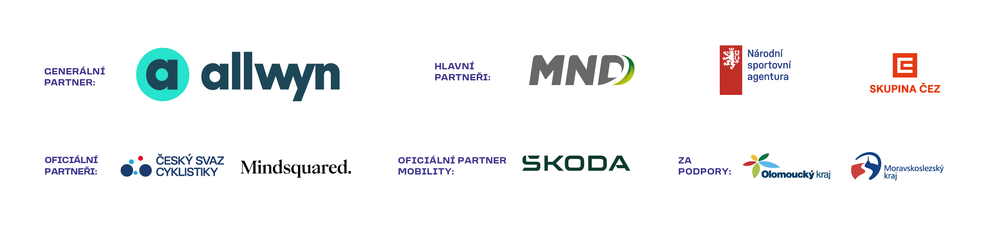 GENERÁLNÍ
PARTNER:
a allwyn
HLAVNÍ
PARTNEŘI:
MND
Národní
sportovní
agentura
SKUPINA ČEZ
OFICIÁLNÍ
PARTNEŘI:
ČESKÝ SVAZ
CYKLISTIKY
Mindsquared.
OFICIÁLNÍ PARTNER
MOBILITY:
ŠKODA
ZA
PODPORY:
Olomoucký kraj
Moravskoslezský
kraj